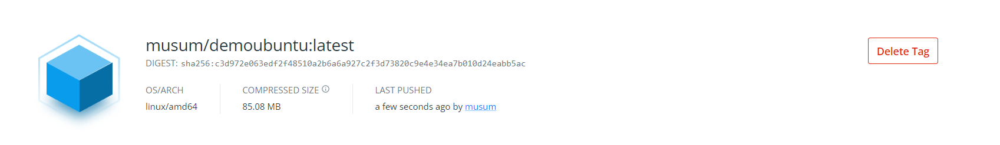 musum/demoubuntu:latest
Delete Tag
DIGEST: sha256:c3d972e063edf2f48510a2b6a6a927c2f3d73820c9e4e34ea7b010d24eabb5ac
OS/ARCH
linux/amd64
COMPRESSED SIZE
85.08 MB
LAST PUSHED
a few seconds ago by musum